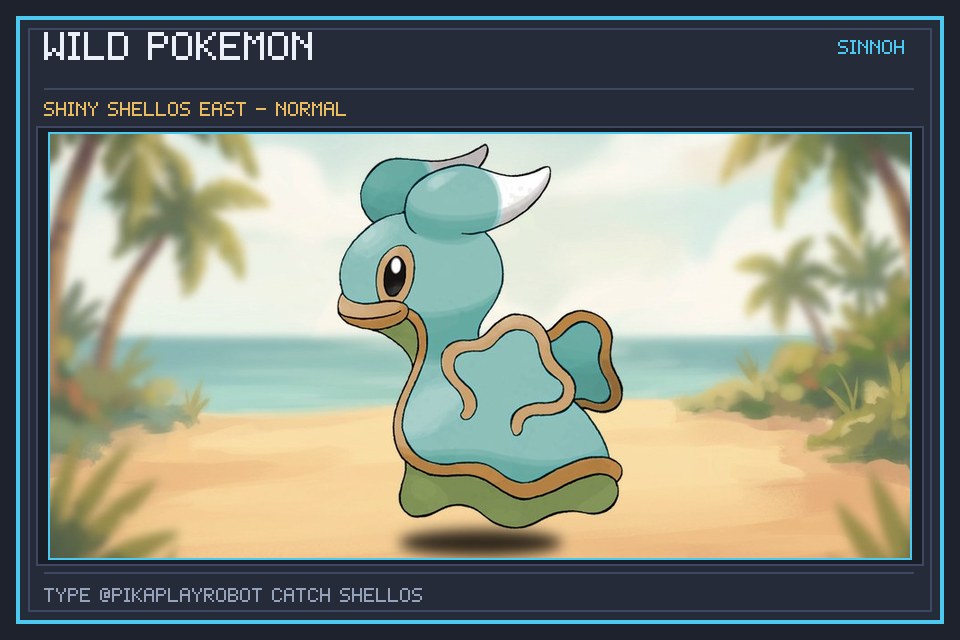 WILD POKEMON
SINNOH
SHINY SHELLOS EAST - NORMAL
TYPE @PIKAPLAYROBOT CATCH SHELLOS